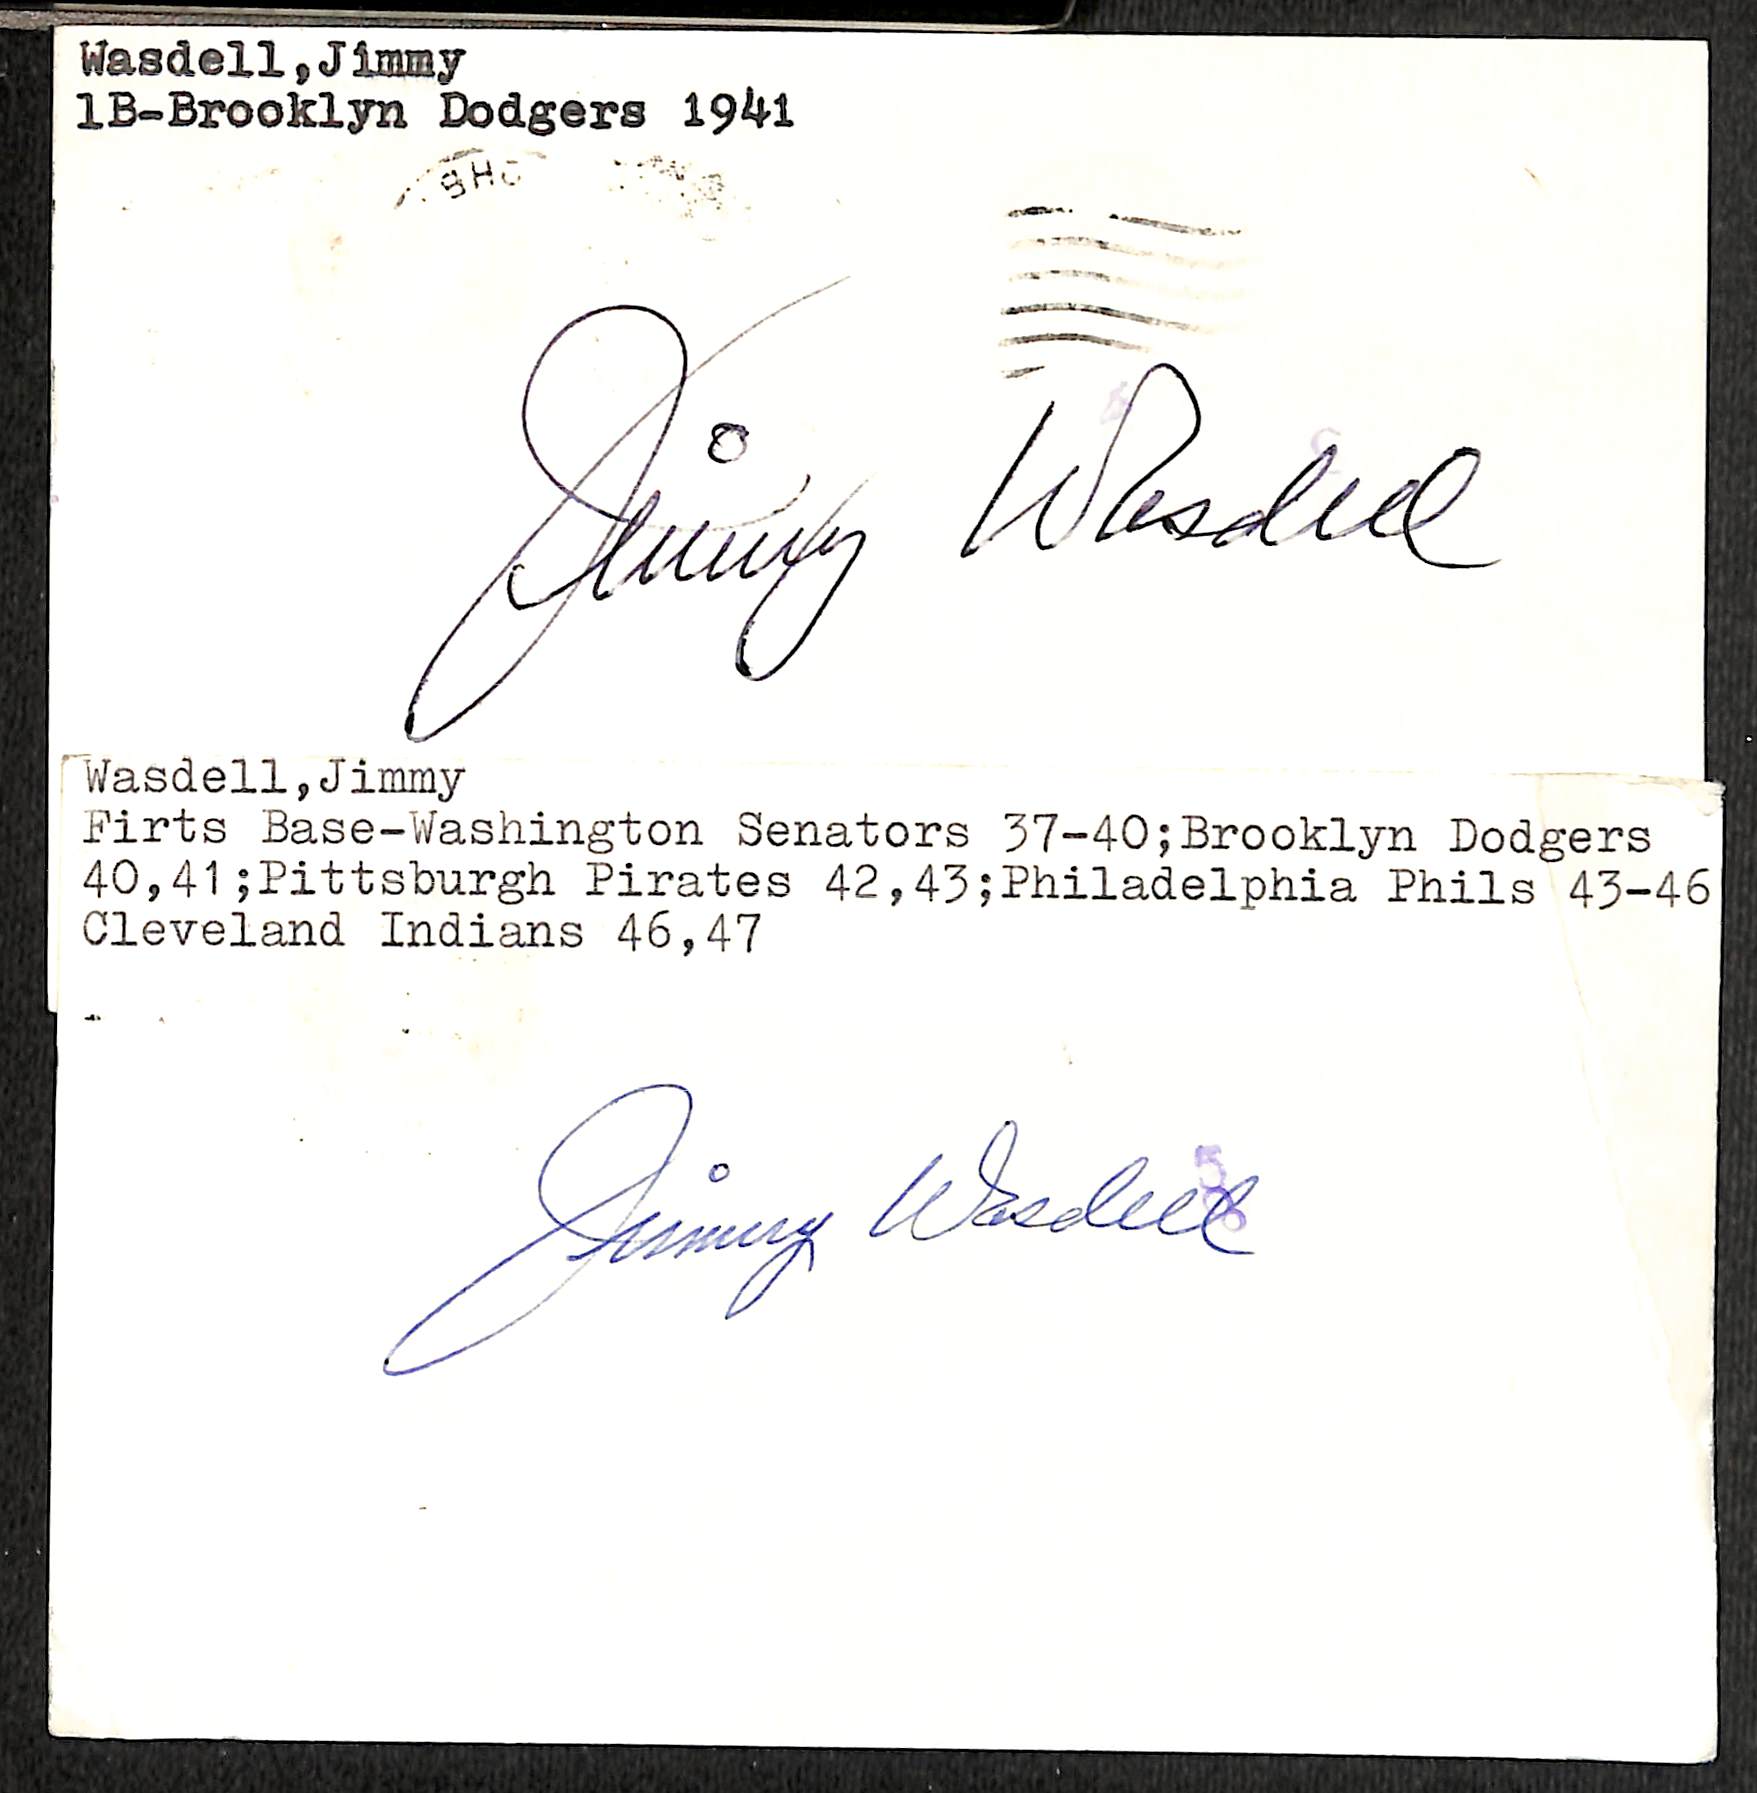 Wasdell,Jimmy
1B-Brooklyn Dodgers 1941
Jimmy Wasdell
Wasdell,Jimmy
Firts Base-Washington Senators 37-40;Brooklyn Dodgers
40,41;Pittsburgh Pirates 42,43;Philadelphia Phils 43-46
Cleveland Indians 46,47
Jimmy Wasdell